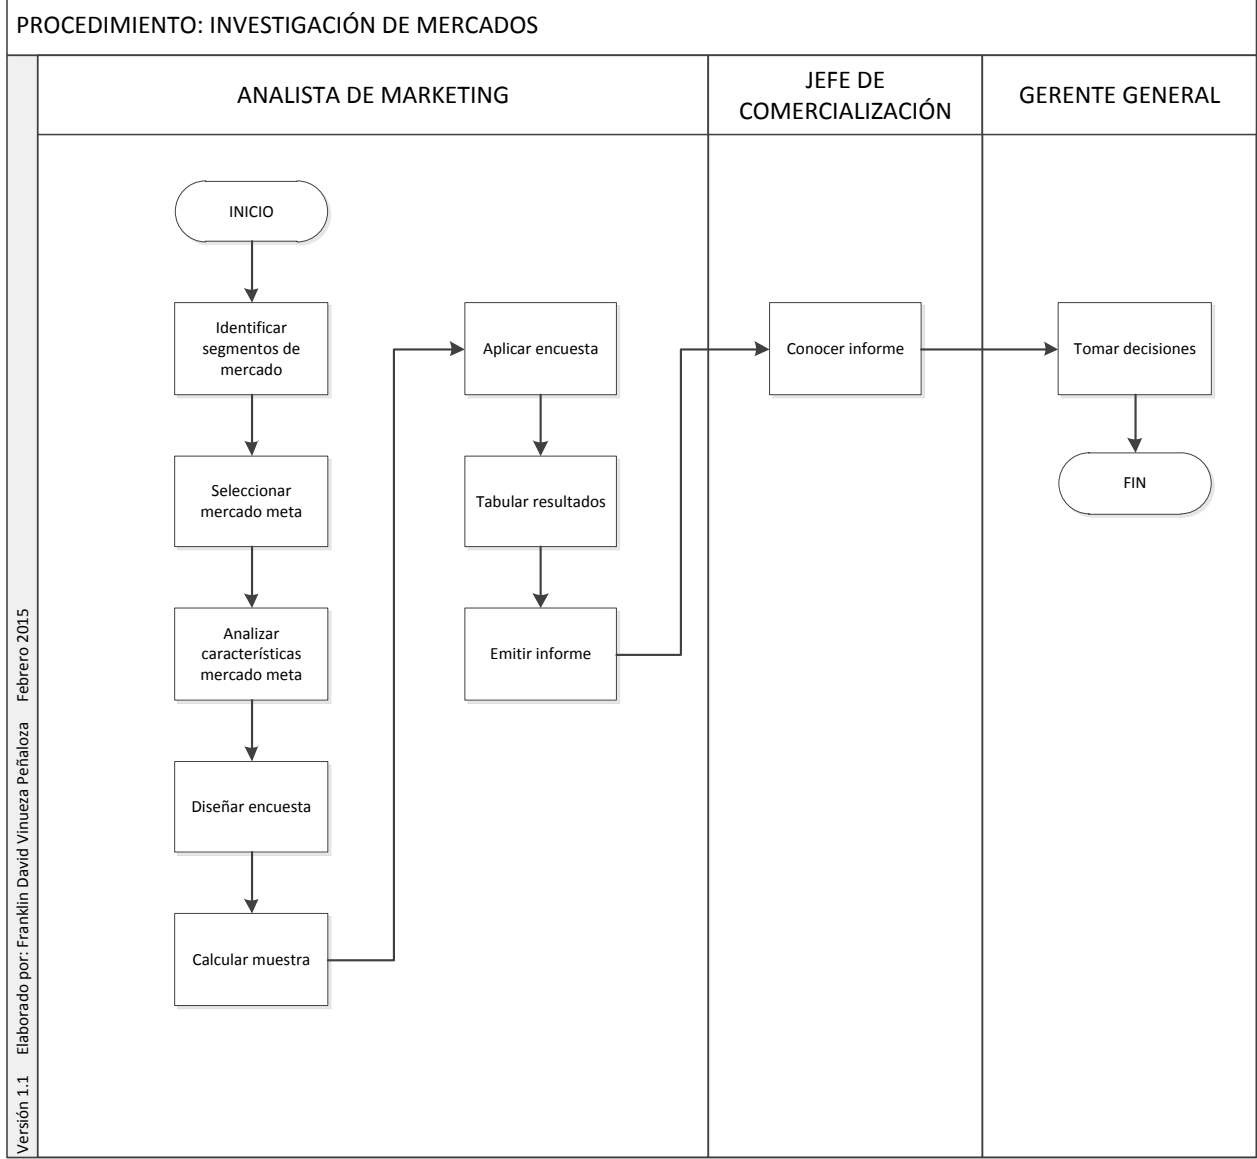 PROCEDIMIENTO: INVESTIGACIÓN DE MERCADOS
ANALISTA DE MARKETING
JEFE DE
COMERCIALIZACIÓN
GERENTE GENERAL
INICIO
Identificar
segmentos de
mercado
Seleccionar
mercado meta
Analizar
características
mercado meta
Diseñar encuesta
Calcular muestra
Aplicar encuesta
Tabular resultados
Emitir informe
Conocer informe
Tomar decisiones
FIN
Versión 1.1 Elaborado por: Franklin David Vinueza Peñaloza Febrero 2015